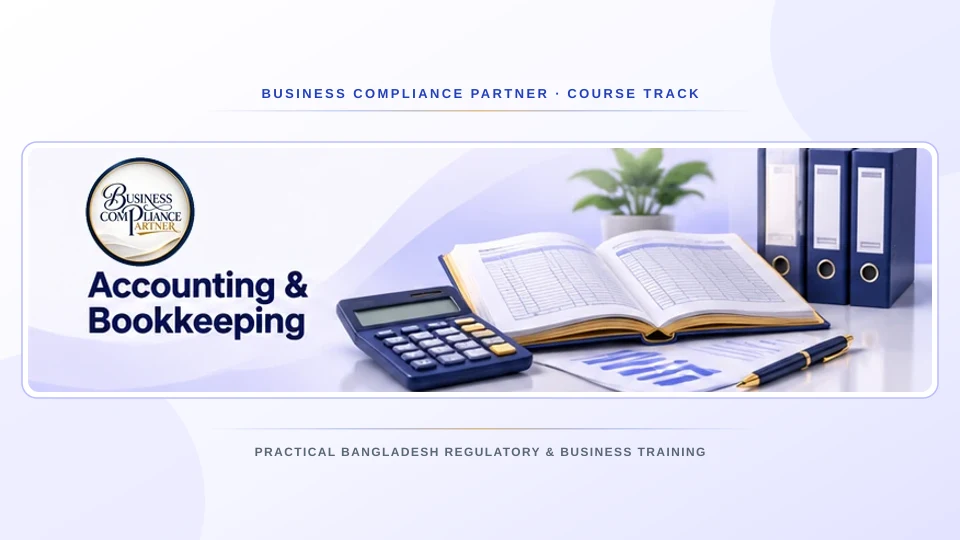 BUSINESS COMPLIANCE PARTNER · COURSE TRACK
BUSINESS
COMPLIANCE
PARTNER
Accounting &
Bookkeeping
PRACTICAL BANGLADESH REGULATORY & BUSINESS TRAINING